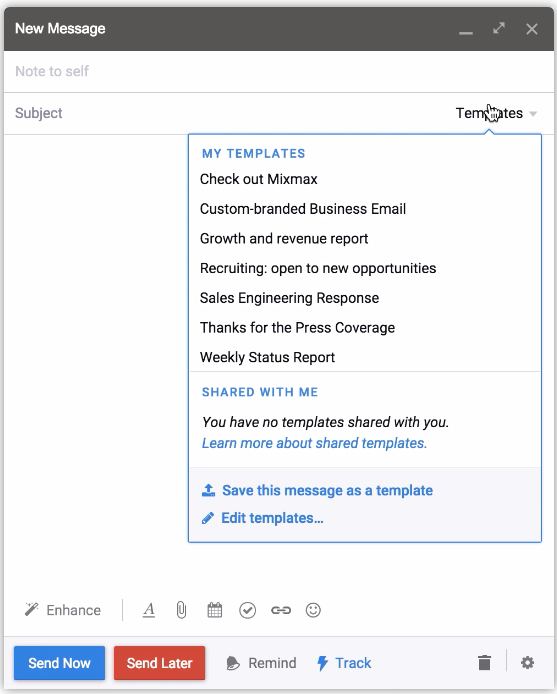 New Message
Note to self
Subject
Templates
MY TEMPLATES
Check out Mixmax
Custom-branded Business Email
Growth and revenue report
Recruiting: open to new opportunities
Sales Engineering Response
Thanks for the Press Coverage
Weekly Status Report
SHARED WITH ME
You have no templates shared with you.
Learn more about shared templates.
Save this message as a template
Edit templates...
Enhance
Send Now Send Later Remind Track